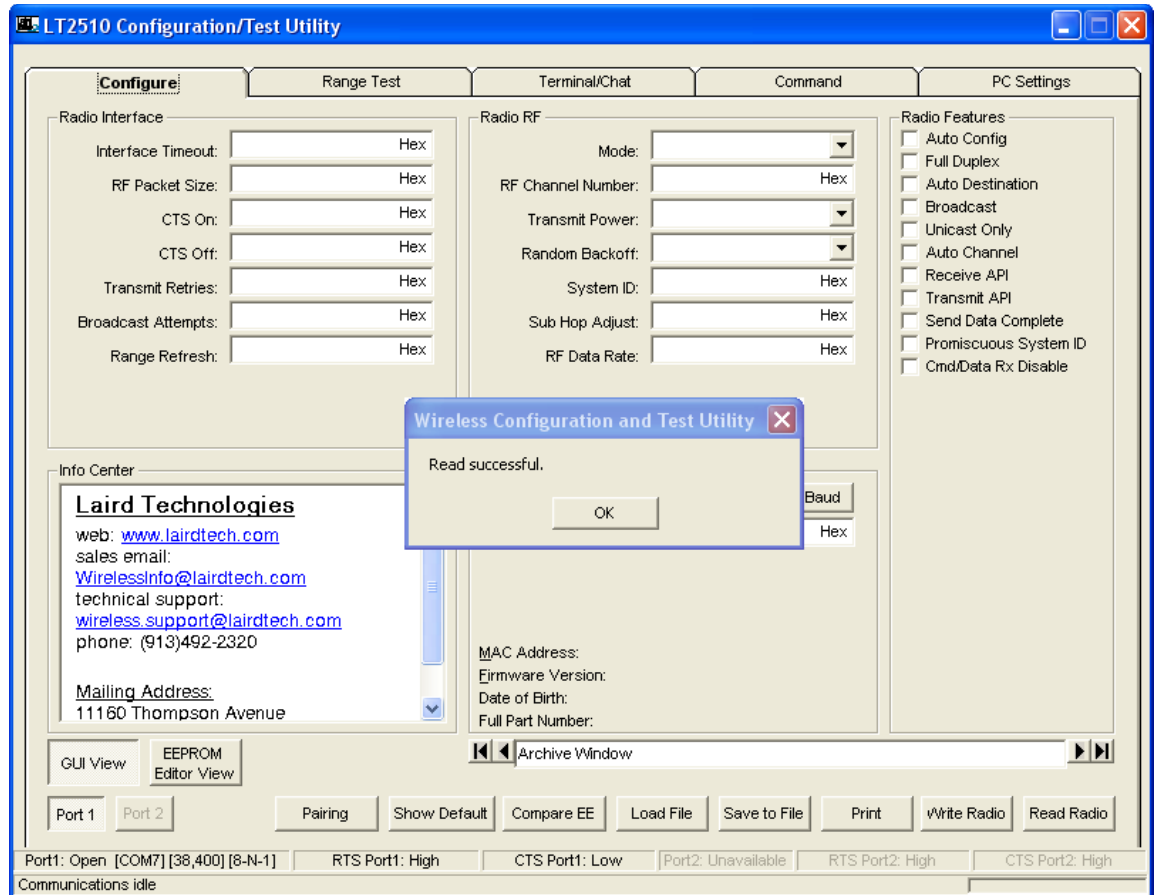 LT2510 Configuration/Test Utility
Configure
Range Test
Terminal/Chat
Command
PC Settings
Radio Interface
Interface Timeout: Hex
RF Packet Size: Hex
CTS On: Hex
CTS Off: Hex
Transmit Retries: Hex
Broadcast Attempts: Hex
Range Refresh: Hex
Radio RF
Mode:
RF Channel Number: Hex
Transmit Power:
Random Backoff:
System ID: Hex
Sub Hop Adjust: Hex
RF Data Rate: Hex
Radio Features
Auto Config
Full Duplex
Auto Destination
Broadcast
Unicast Only
Auto Channel
Receive API
Transmit API
Send Data Complete
Promiscuous System ID
Cmd/Data Rx Disable
Wireless Configuration and Test Utility
Read successful.
OK
Info Center
Laird Technologies
web: www.lairdtech.com
sales email:
WirelessInfo@lairdtech.com
technical support:
wireless.support@lairdtech.com
phone: (913)492-2320
Mailing Address:
11160 Thompson Avenue
Baud
Hex
MAC Address:
Firmware Version:
Date of Birth:
Full Part Number:
GUI View
EEPROM
Editor View
Archive Window
Port 1
Port 2
Pairing
Show Default
Compare EE
Load File
Save to File
Print
Write Radio
Read Radio
Port1: Open [COM7] [38,400] [8-N-1]
RTS Port1: High
CTS Port1: Low
Port2: Unavailable
RTS Port2: High
CTS Port2: High
Communications idle